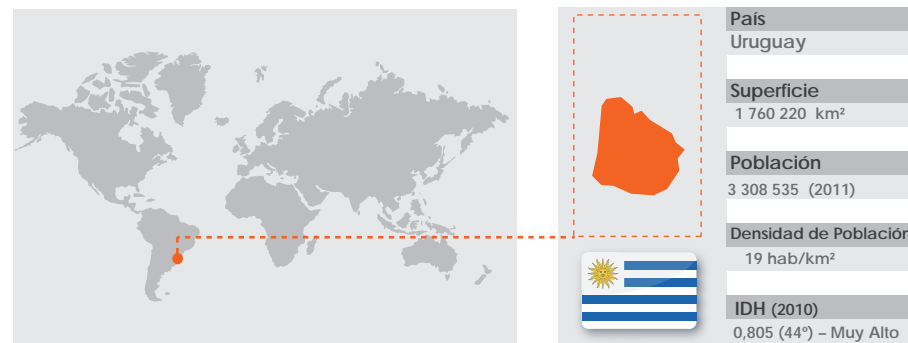 País
Uruguay
Superficie
1 760 220 km²
Población
3 308 535 (2011)
Densidad de Población
19 hab/km²
IDH (2010)
0,805 (44º) – Muy Alto